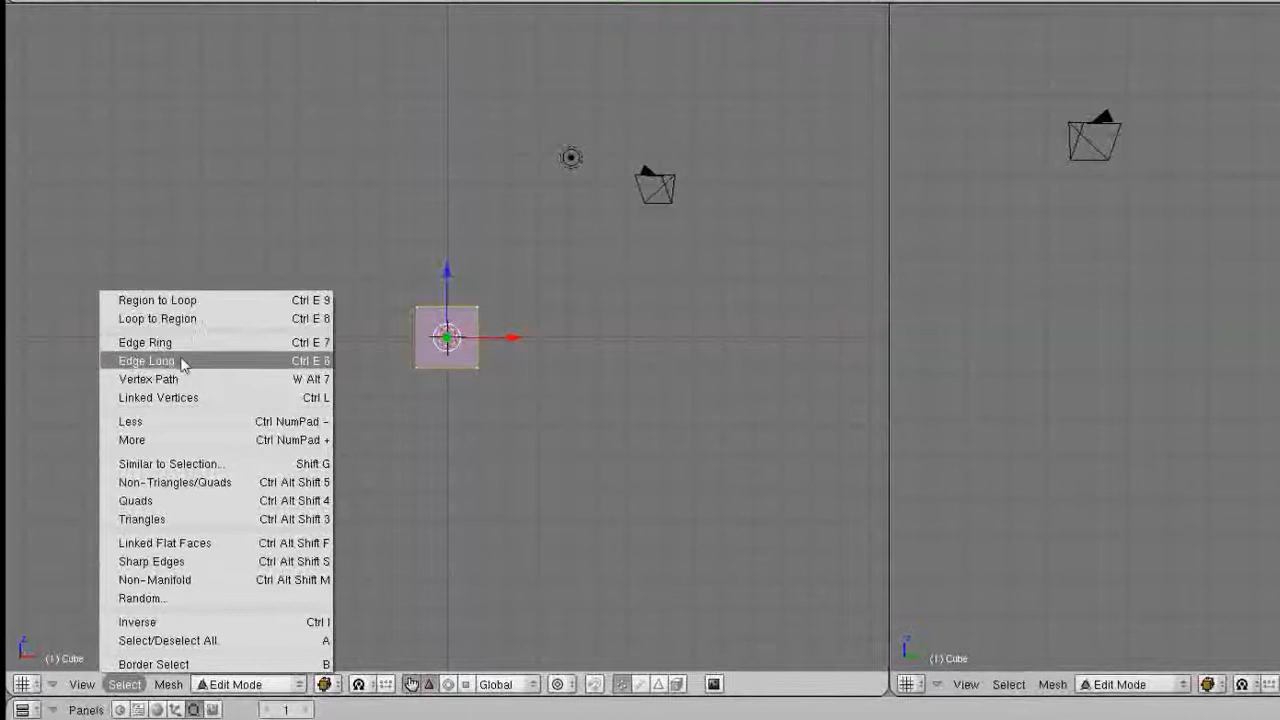 Region to Loop Ctrl E 9
Loop to Region Ctrl E 8
Edge Ring Ctrl E 7
Edge Loop Ctrl E 6
Vertex Path W Alt 7
Linked Vertices Ctrl L
Less Ctrl NumPad -
More Ctrl NumPad +
Similar to Selection... Shift G
Non-Triangles/Quads Ctrl Alt Shift 5
Quads Ctrl Alt Shift 4
Triangles Ctrl Alt Shift 3
Linked Flat Faces Ctrl Alt Shift F
Sharp Edges Ctrl Alt Shift S
Non-Manifold Ctrl Alt Shift M
Random...
Inverse Ctrl I
Select/Deselect All A
Border Select B
z
(1) Cube
z
(1) Cube
View Select Mesh Edit Mode Global
View Select Mesh Edit Mode
Panels 1